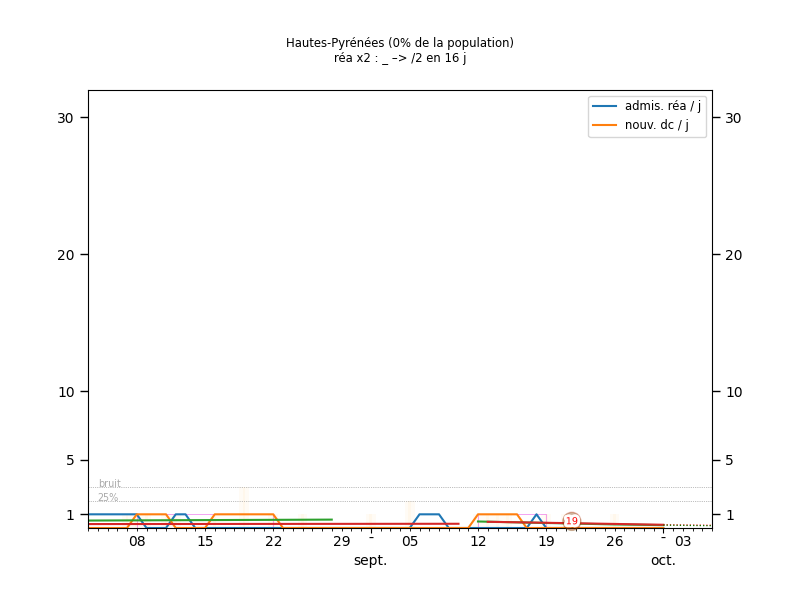 Hautes-Pyrénées (0% de la population)
réa x2 : _ –> /2 en 16 j
admis. réa / j
nouv. dc / j
30 30
20 20
10 10
5 5
bruit
25%
1 19 1
08 15 22 29 - 05 12 19 26 - 03
sept. oct.